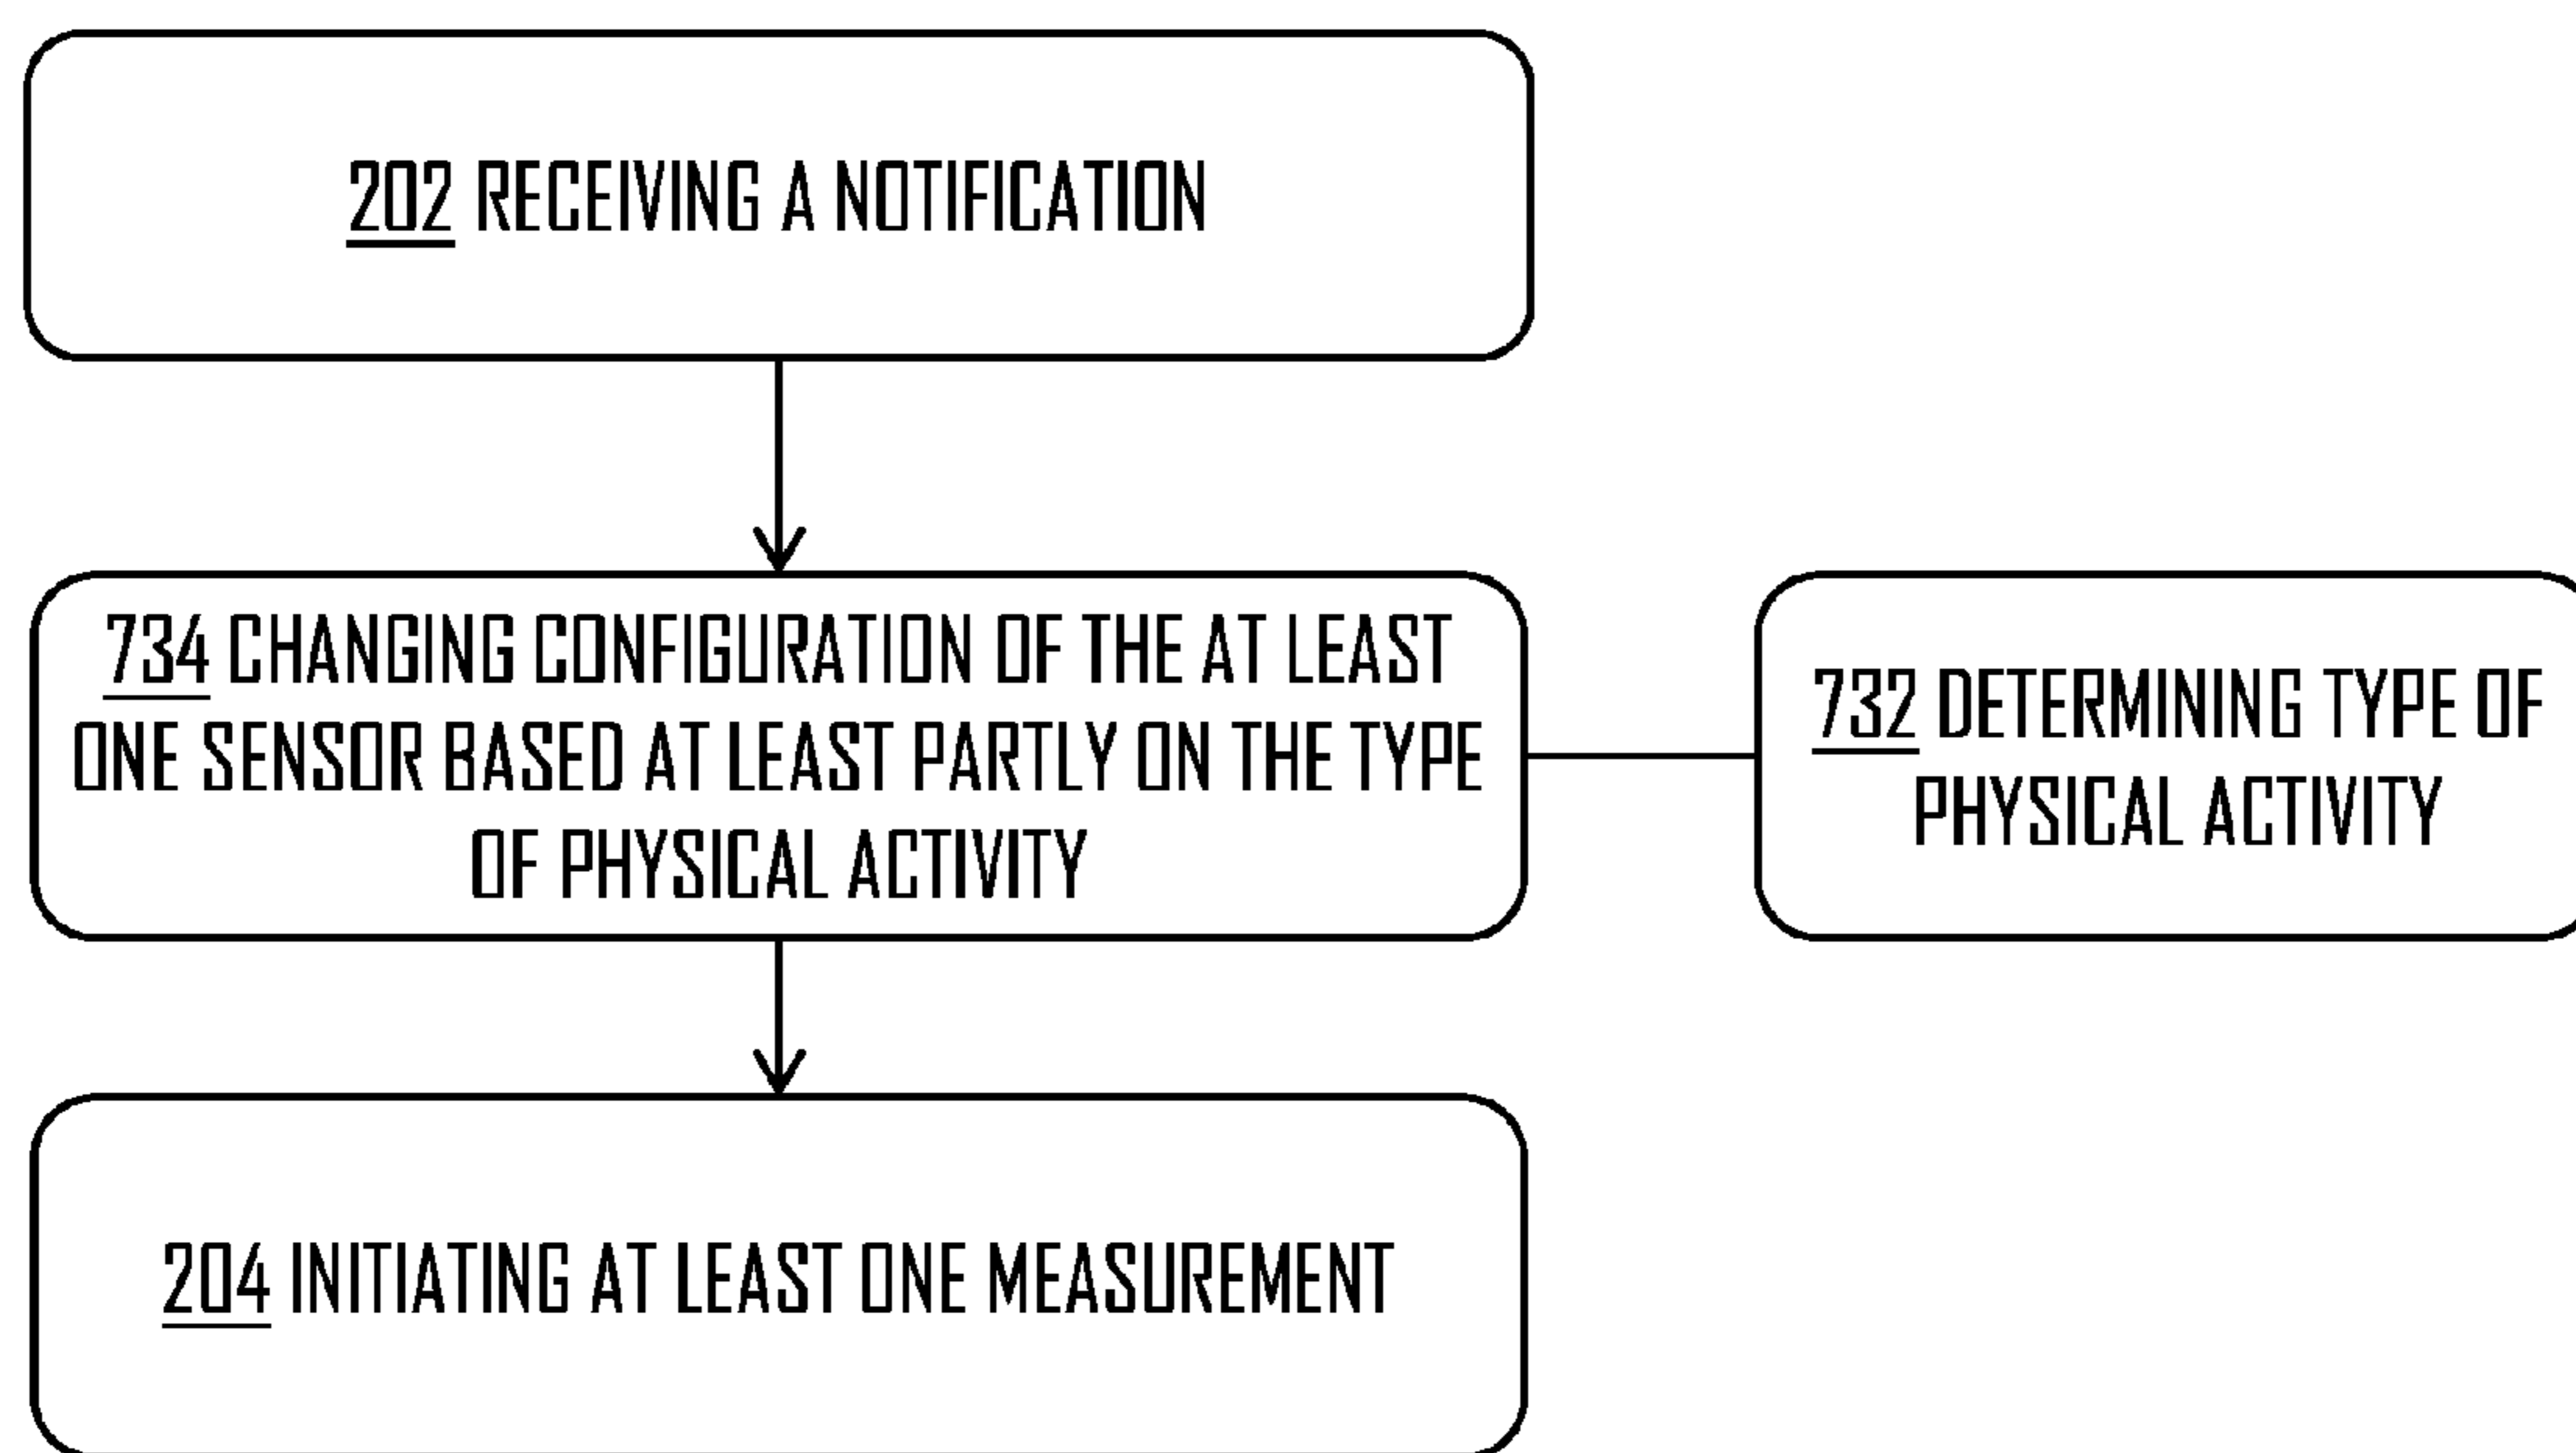 202 RECEIVING A NOTIFICATION
734 CHANGING CONFIGURATION OF THE AT LEAST
ONE SENSOR BASED AT LEAST PARTLY ON THE TYPE
OF PHYSICAL ACTIVITY
732 DETERMINING TYPE OF
PHYSICAL ACTIVITY
204 INITIATING AT LEAST ONE MEASUREMENT